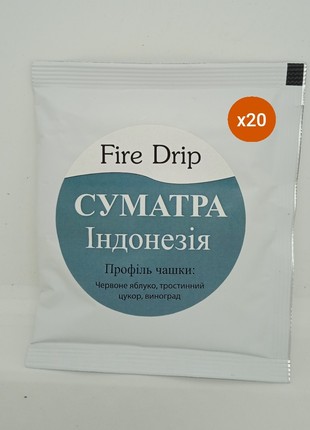 x20
Fire Drip
СУМАТРА
Індонезія
Профіль чашки:
Червоне яблуко, тростинний
цукор, виноград